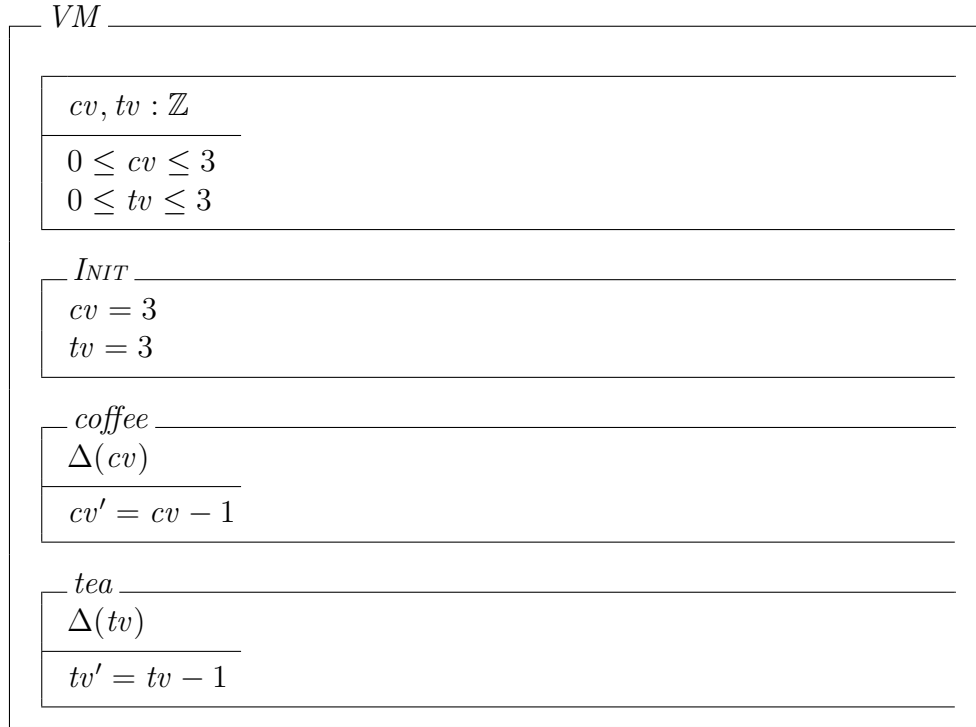 VM
cv, tv : ℤ
0 ≤ cv ≤ 3
0 ≤ tv ≤ 3
INIT
cv = 3
tv = 3
coffee
Δ(cv)
cv′ = cv − 1
tea
Δ(tv)
tv′ = tv − 1